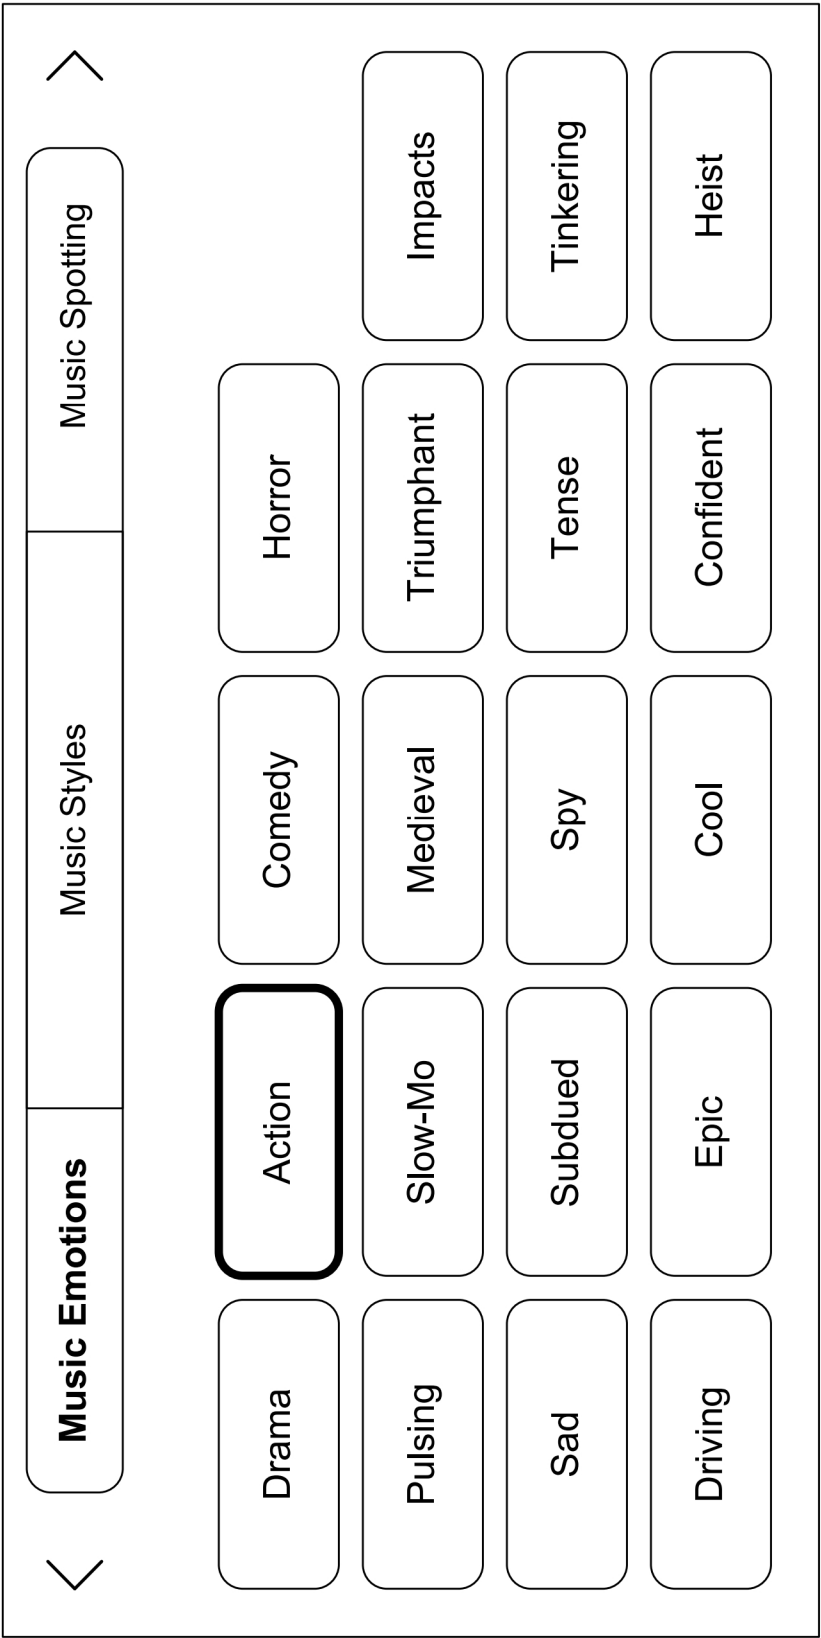 Music Emotions Music Styles Music Spotting
Drama Action Comedy Horror
Pulsing Slow-Mo Medieval Triumphant Impacts
Sad Subdued Spy Tense Tinkering
Driving Epic Cool Confident Heist